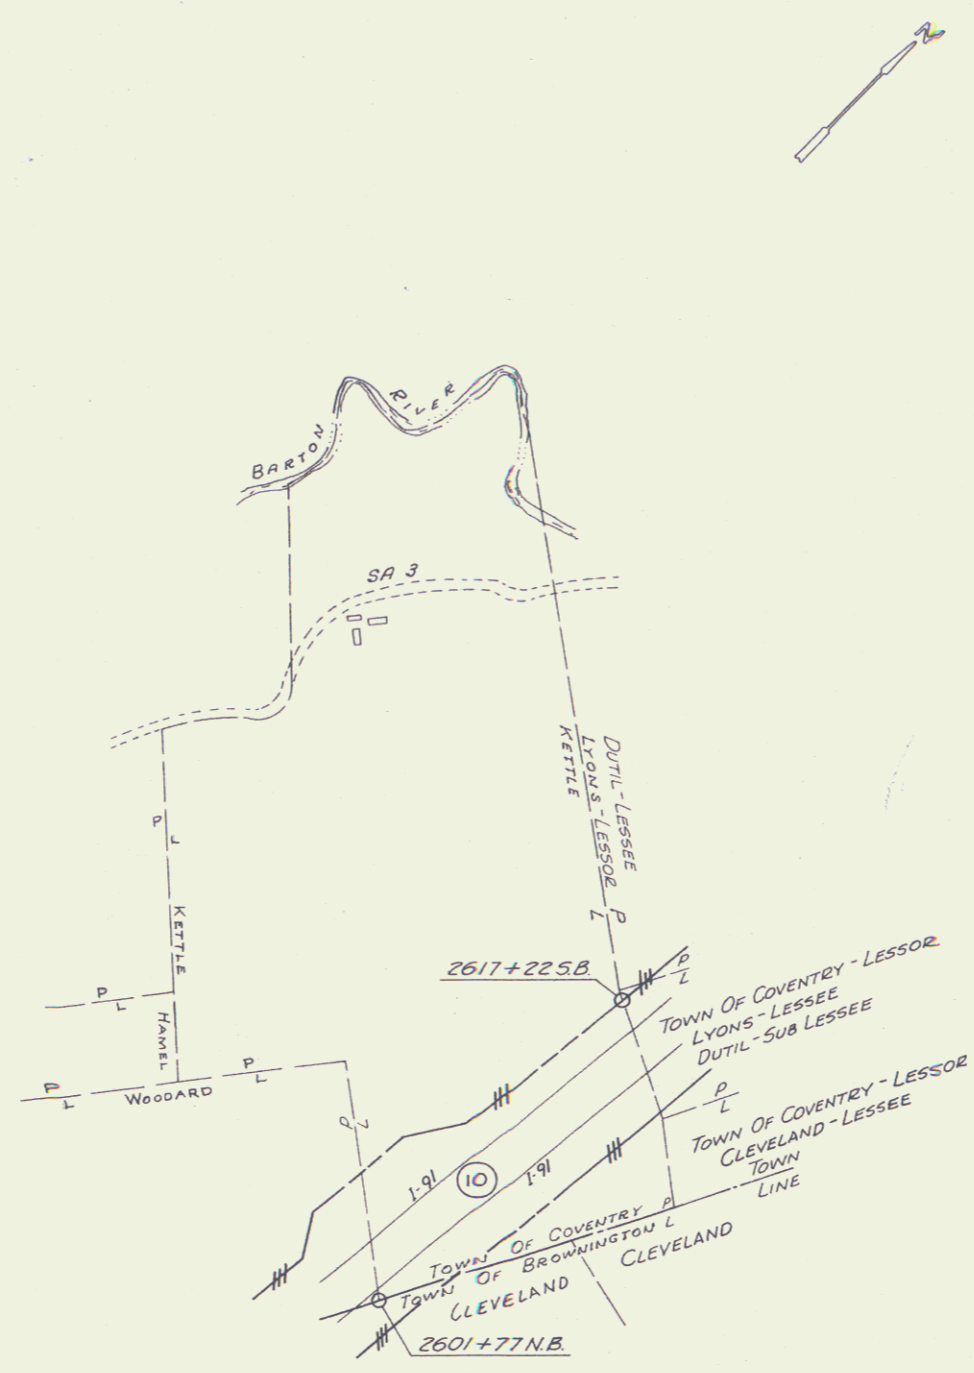 N
RIVER
BARTON
SA 3
DUTIL-LESSEE
LYONS-LESSOR
KETTLE
P
L
P
L
KETTLE
2617+22 S.B.
P
L
P
L
HAMEL
TOWN OF COVENTRY - LESSOR
LYONS-LESSEE
DUTIL-SUB LESSEE
P
L
P
L
WOODARD
P
L
P
L
TOWN OF COVENTRY - LESSOR
CLEVELAND-LESSEE
TOWN
LINE
I-91
10
I-91
TOWN OF COVENTRY P
TOWN OF BROWNINGTON L
CLEVELAND
CLEVELAND
2601+77 N.B.